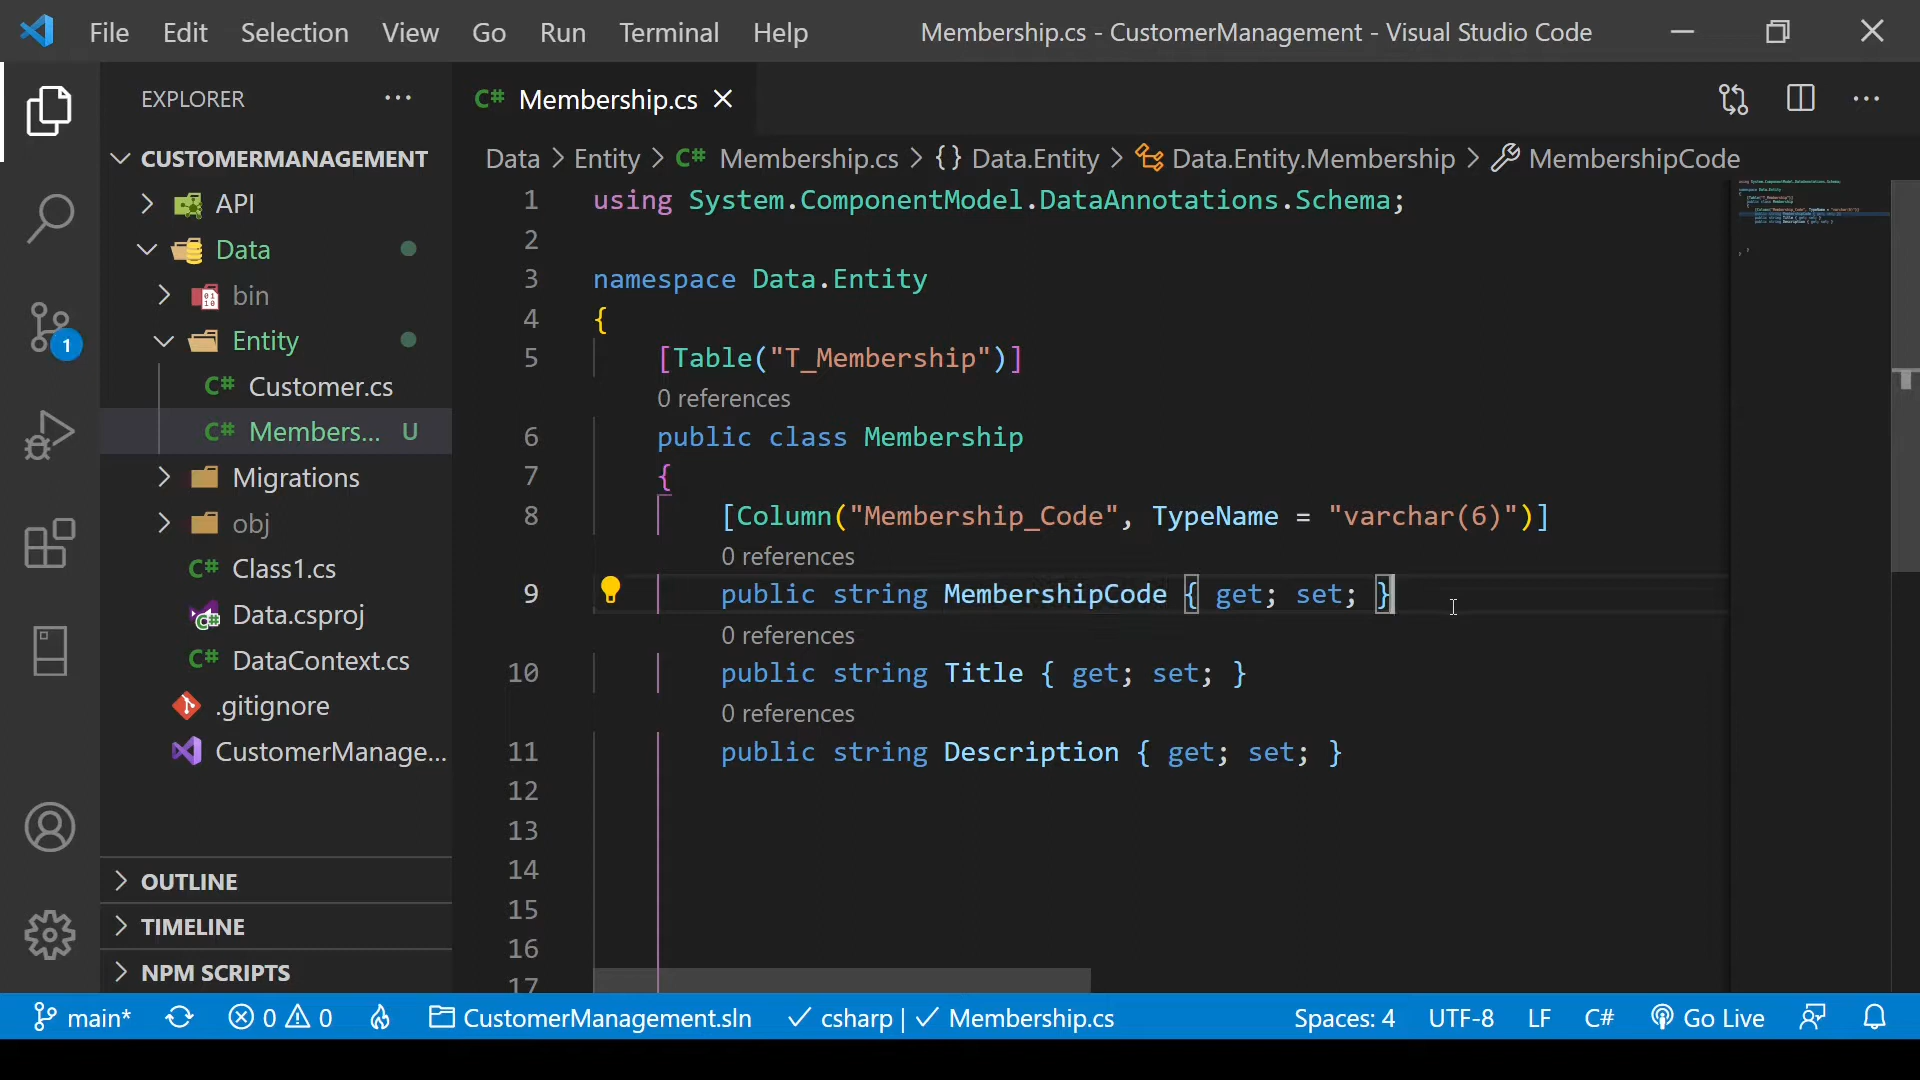 File Edit Selection View Go Run Terminal Help Membership.cs - CustomerManagement - Visual Studio Code
EXPLORER
C# Membership.cs
CUSTOMERMANAGEMENT
Data > Entity > C# Membership.cs > {} Data.Entity > Data.Entity.Membership > MembershipCode
API
Data
bin
Entity
C# Customer.cs
C# Members... U
Migrations
obj
C# Class1.cs
Data.csproj
C# DataContext.cs
.gitignore
CustomerManage...
OUTLINE
TIMELINE
NPM SCRIPTS
1
1 using System.ComponentModel.DataAnnotations.Schema;
2
3 namespace Data.Entity
4 {
5 [Table("T_Membership")]
0 references
6 public class Membership
7 {
8 [Column("Membership_Code", TypeName = "varchar(6)")]
0 references
9 public string MembershipCode { get; set; }
0 references
10 public string Title { get; set; }
0 references
11 public string Description { get; set; }
12
13
14
15
16
17
main* 0 0 CustomerManagement.sln ✓ csharp | ✓ Membership.cs Spaces: 4 UTF-8 LF C# Go Live